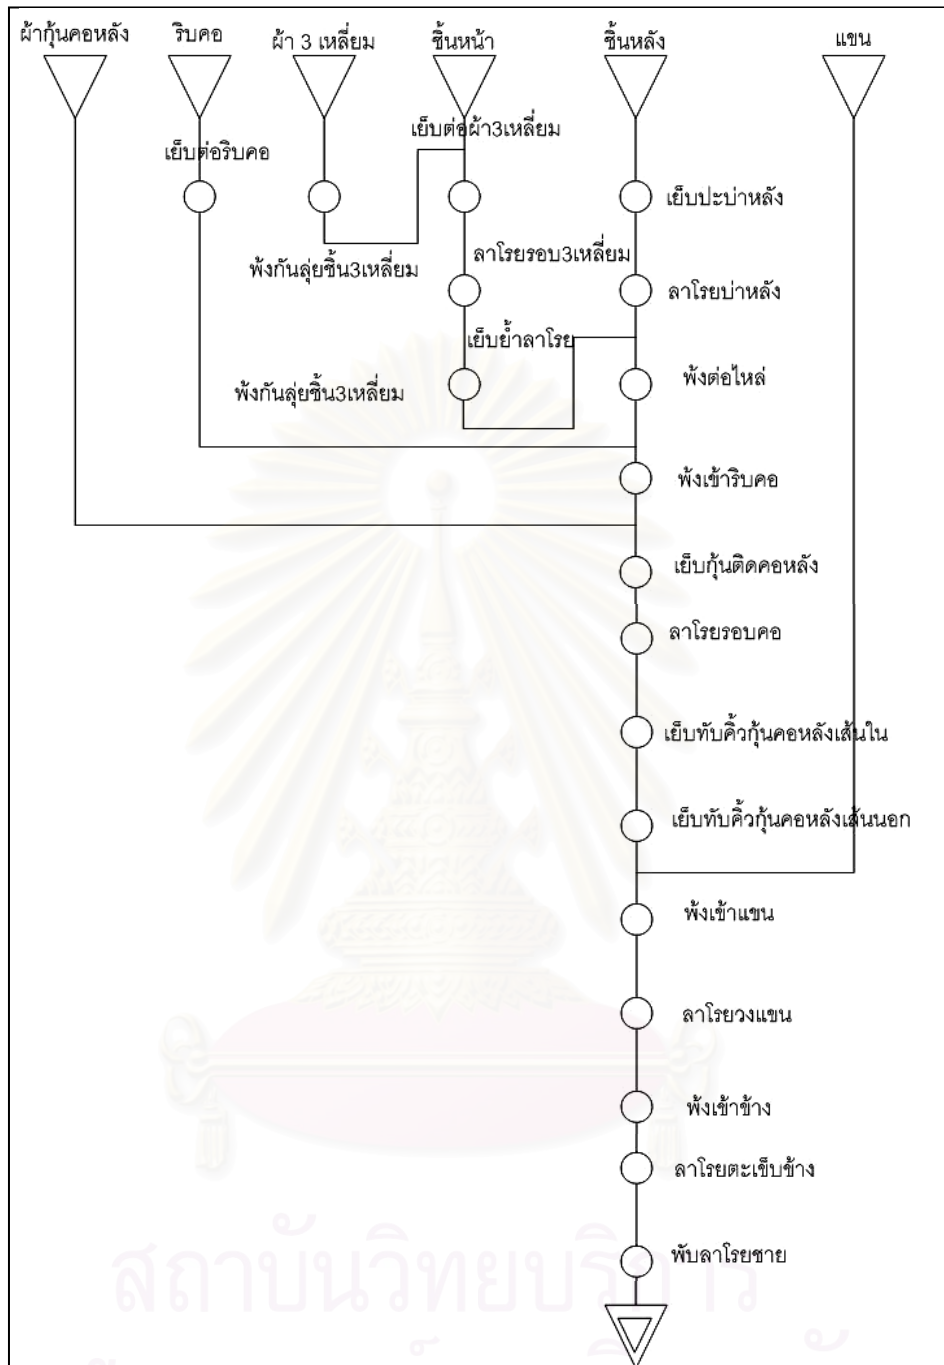 ผ้ากุ้นคอหลัง
ริบคอ
ผ้า 3 เหลี่ยม
ชิ้นหน้า
ชิ้นหลัง
แขน
เย็บต่อผ้า3เหลี่ยม
เย็บต่อริบคอ
เย็บปะบ่าหลัง
พ้งกันลุ่ยชิ้น3เหลี่ยม
ลาโรยรอบ3เหลี่ยม
ลาโรยบ่าหลัง
เย็บย้ำลาโรย
พ้งกันลุ่ยชิ้น3เหลี่ยม
พ้งต่อไหล่
พ้งเข้าริบคอ
เย็บกุ้นติดคอหลัง
ลาโรยรอบคอ
เย็บทับคิ้วกุ้นคอหลังเส้นใน
เย็บทับคิ้วกุ้นคอหลังเส้นนอก
พ้งเข้าแขน
ลาโรยวงแขน
พ้งเข้าข้าง
ลาโรยตะเข็บข้าง
พับลาโรยชาย
สถาบันวิทยบริการ